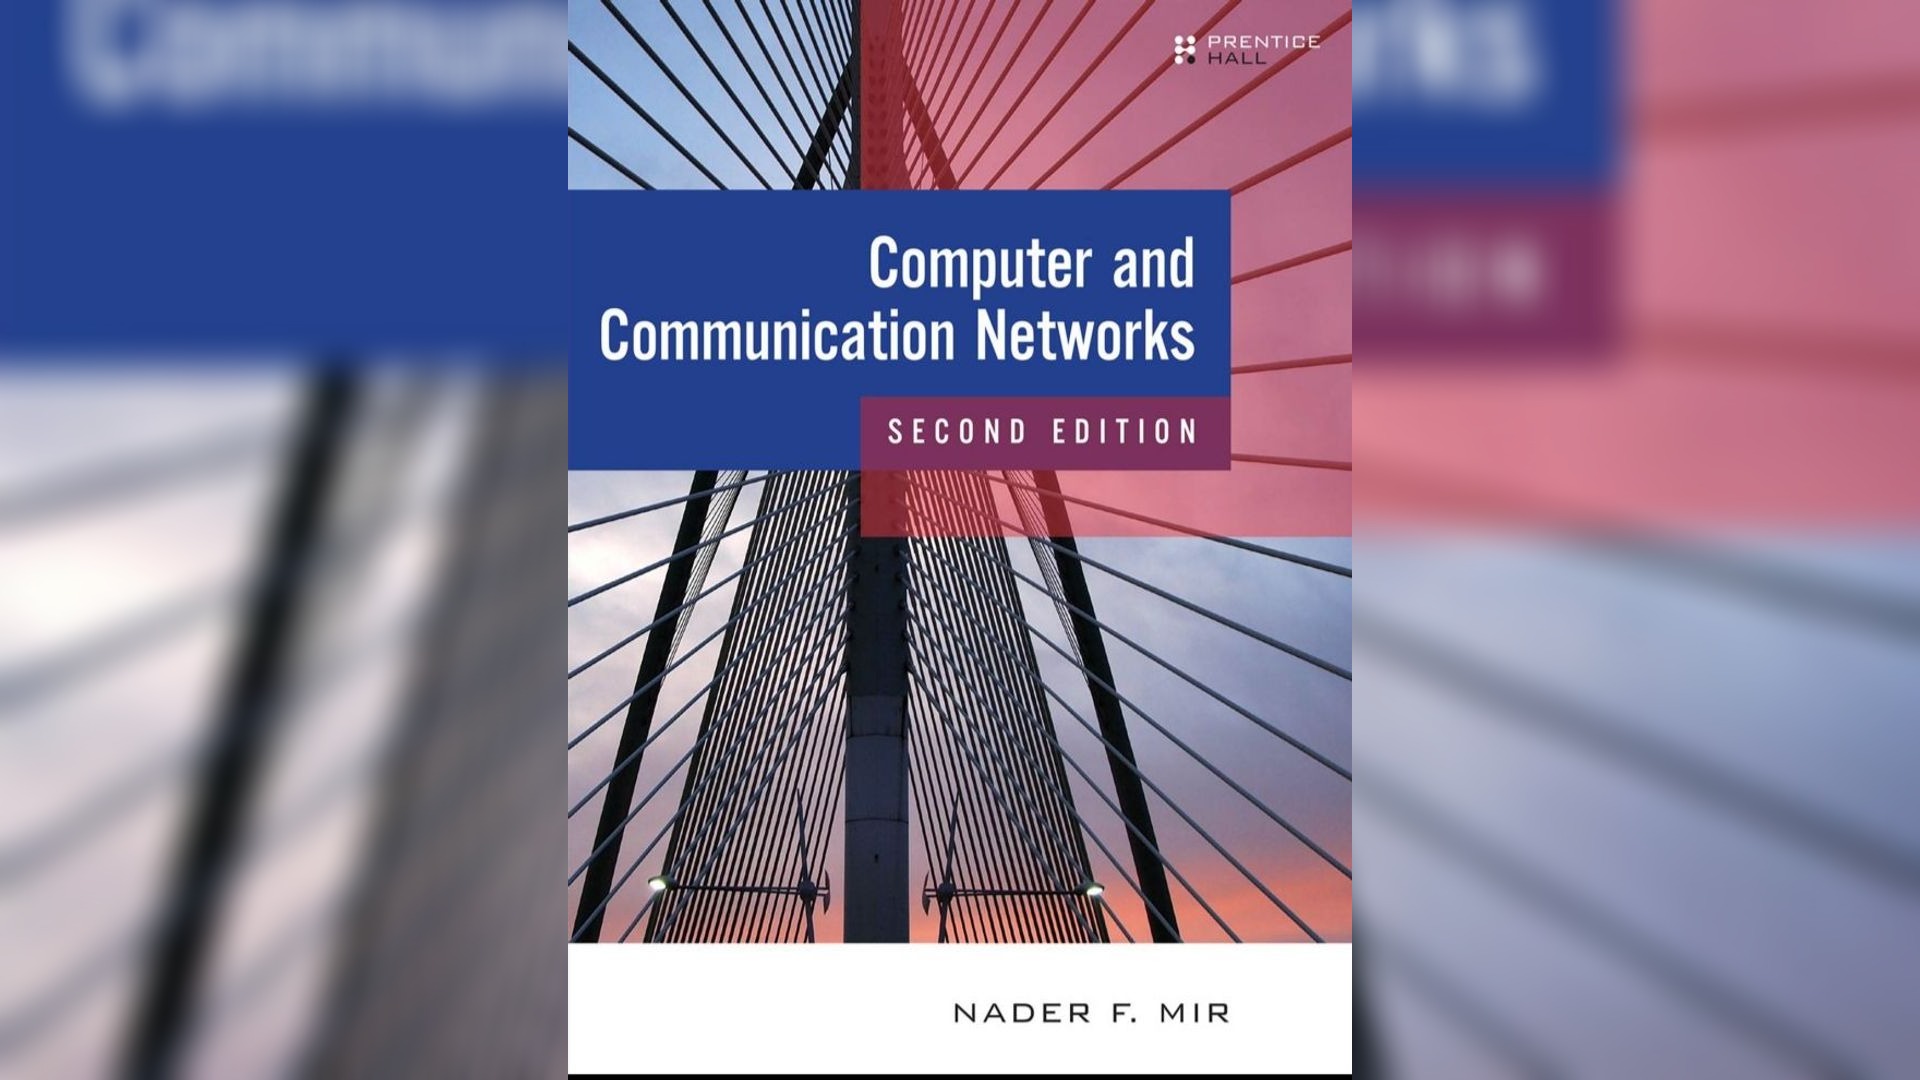 PRENTICE
HALL
Computer and
Communication Networks
SECOND EDITION
NADER F. MIR